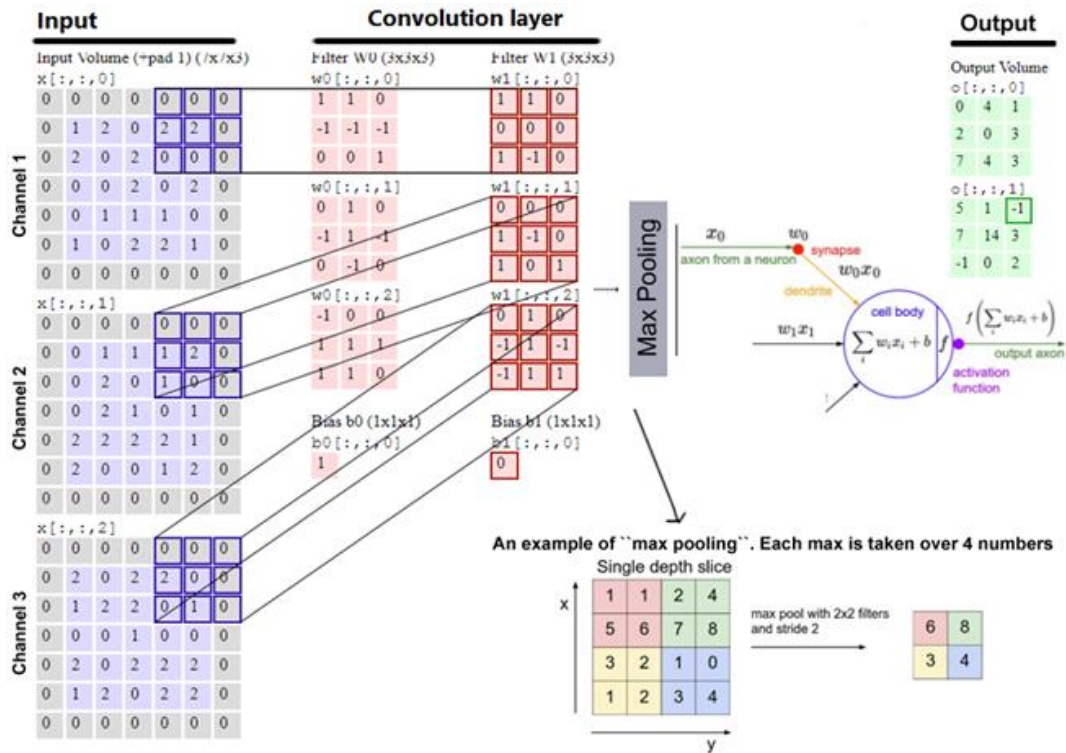 Input
Convolution layer
Output
Input Volume (+pad 1) (7x7x3)
Filter W0 (3x3x3)
Filter W1 (3x3x3)
Output Volume
Channel 1
x[:,:,0]
0 0 0 0 0 0 0
0 1 2 0 2 2 0
0 2 0 2 0 0 0
0 0 0 2 0 2 0
0 0 1 1 1 0 0
0 1 0 2 2 1 0
0 0 0 0 0 0 0
Channel 2
x[:,:,1]
0 0 0 0 0 0 0
0 0 1 1 1 2 0
0 0 2 0 1 0 0
0 0 2 1 0 1 0
0 2 2 2 2 1 0
0 2 0 0 1 2 0
0 0 0 0 0 0 0
Channel 3
x[:,:,2]
0 0 0 0 0 0 0
0 2 0 2 2 0 0
0 1 2 2 0 1 0
0 0 0 0 1 0 0
0 2 0 2 2 0 0
0 1 2 0 2 2 0
0 0 0 0 0 0 0
w0[:,:,0]
1 1 0
-1 -1 -1
0 0 1
w0[:,:,1]
0 1 0
-1 1 -1
0 -1 0
w0[:,:,2]
-1 0 0
1 1 1
1 1 0
Bias b0 (1x1x1)
b0[:,:,0]
1
w1[:,:,0]
1 1 0
0 0 0
1 -1 0
w1[:,:,1]
0 0 0
1 -1 0
1 0 1
w1[:,:,2]
0 1 0
-1 1 -1
-1 1 1
Bias b1 (1x1x1)
b1[:,:,0]
0
Max Pooling
x₀
w₀
synapse
axon from a neuron
w₀x₀
dendrite
cell body
w₁x₁
∑ᵢ wᵢxᵢ + b
f
f(∑ᵢ wᵢxᵢ + b)
output axon
activation
function
o[:,:,0]
0 4 1
2 0 3
7 4 3
o[:,:,1]
5 1 -1
7 14 3
-1 0 2
An example of ``max pooling``. Each max is taken over 4 numbers
Single depth slice
x
1 1 2 4
5 6 7 8
3 2 1 0
1 2 3 4
y
max pool with 2x2 filters
and stride 2
6 8
3 4